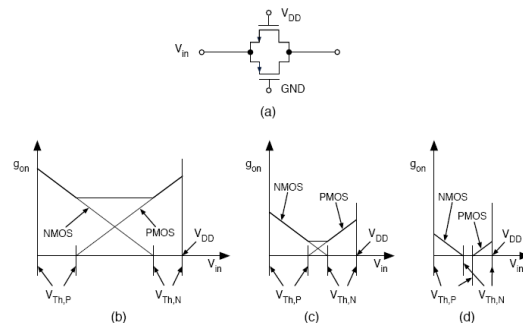 V_DD
V_in
GND
(a)
g_on
NMOS
PMOS
V_DD
V_in
V_Th,P
V_Th,N
(b)
g_on
NMOS
PMOS
V_DD
V_in
V_Th,P
V_Th,N
(c)
g_on
NMOS
PMOS
V_DD
V_in
V_Th,P
V_Th,N
(d)